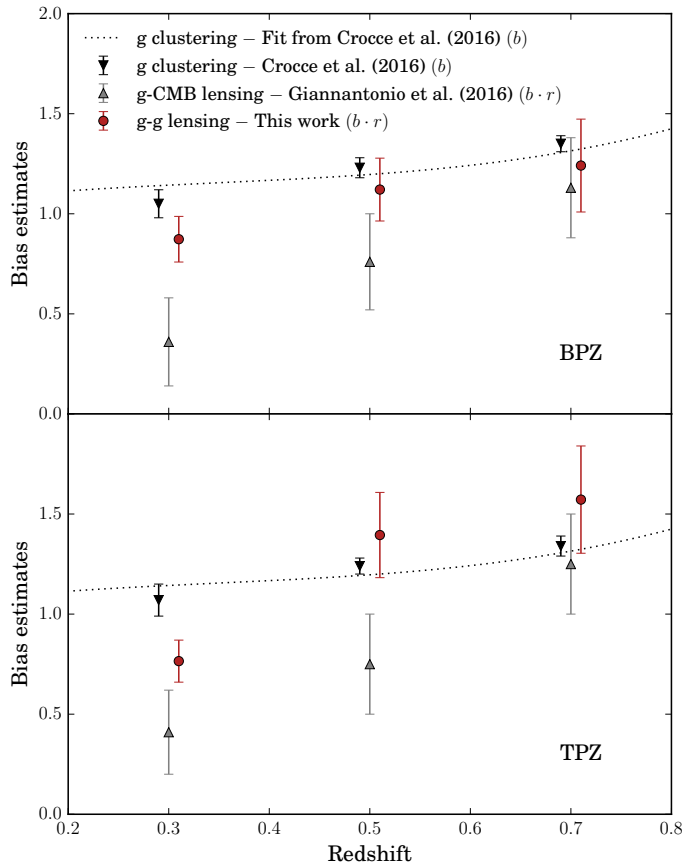 2.0
g clustering – Fit from Crocce et al. (2016) (b)
g clustering – Crocce et al. (2016) (b)
g-CMB lensing – Giannantonio et al. (2016) (b · r)
g-g lensing – This work (b · r)
1.5
1.0
0.5
0.0
Bias estimates
BPZ
1.5
1.0
0.5
0.0
Bias estimates
TPZ
0.2 0.3 0.4 0.5 0.6 0.7 0.8
Redshift